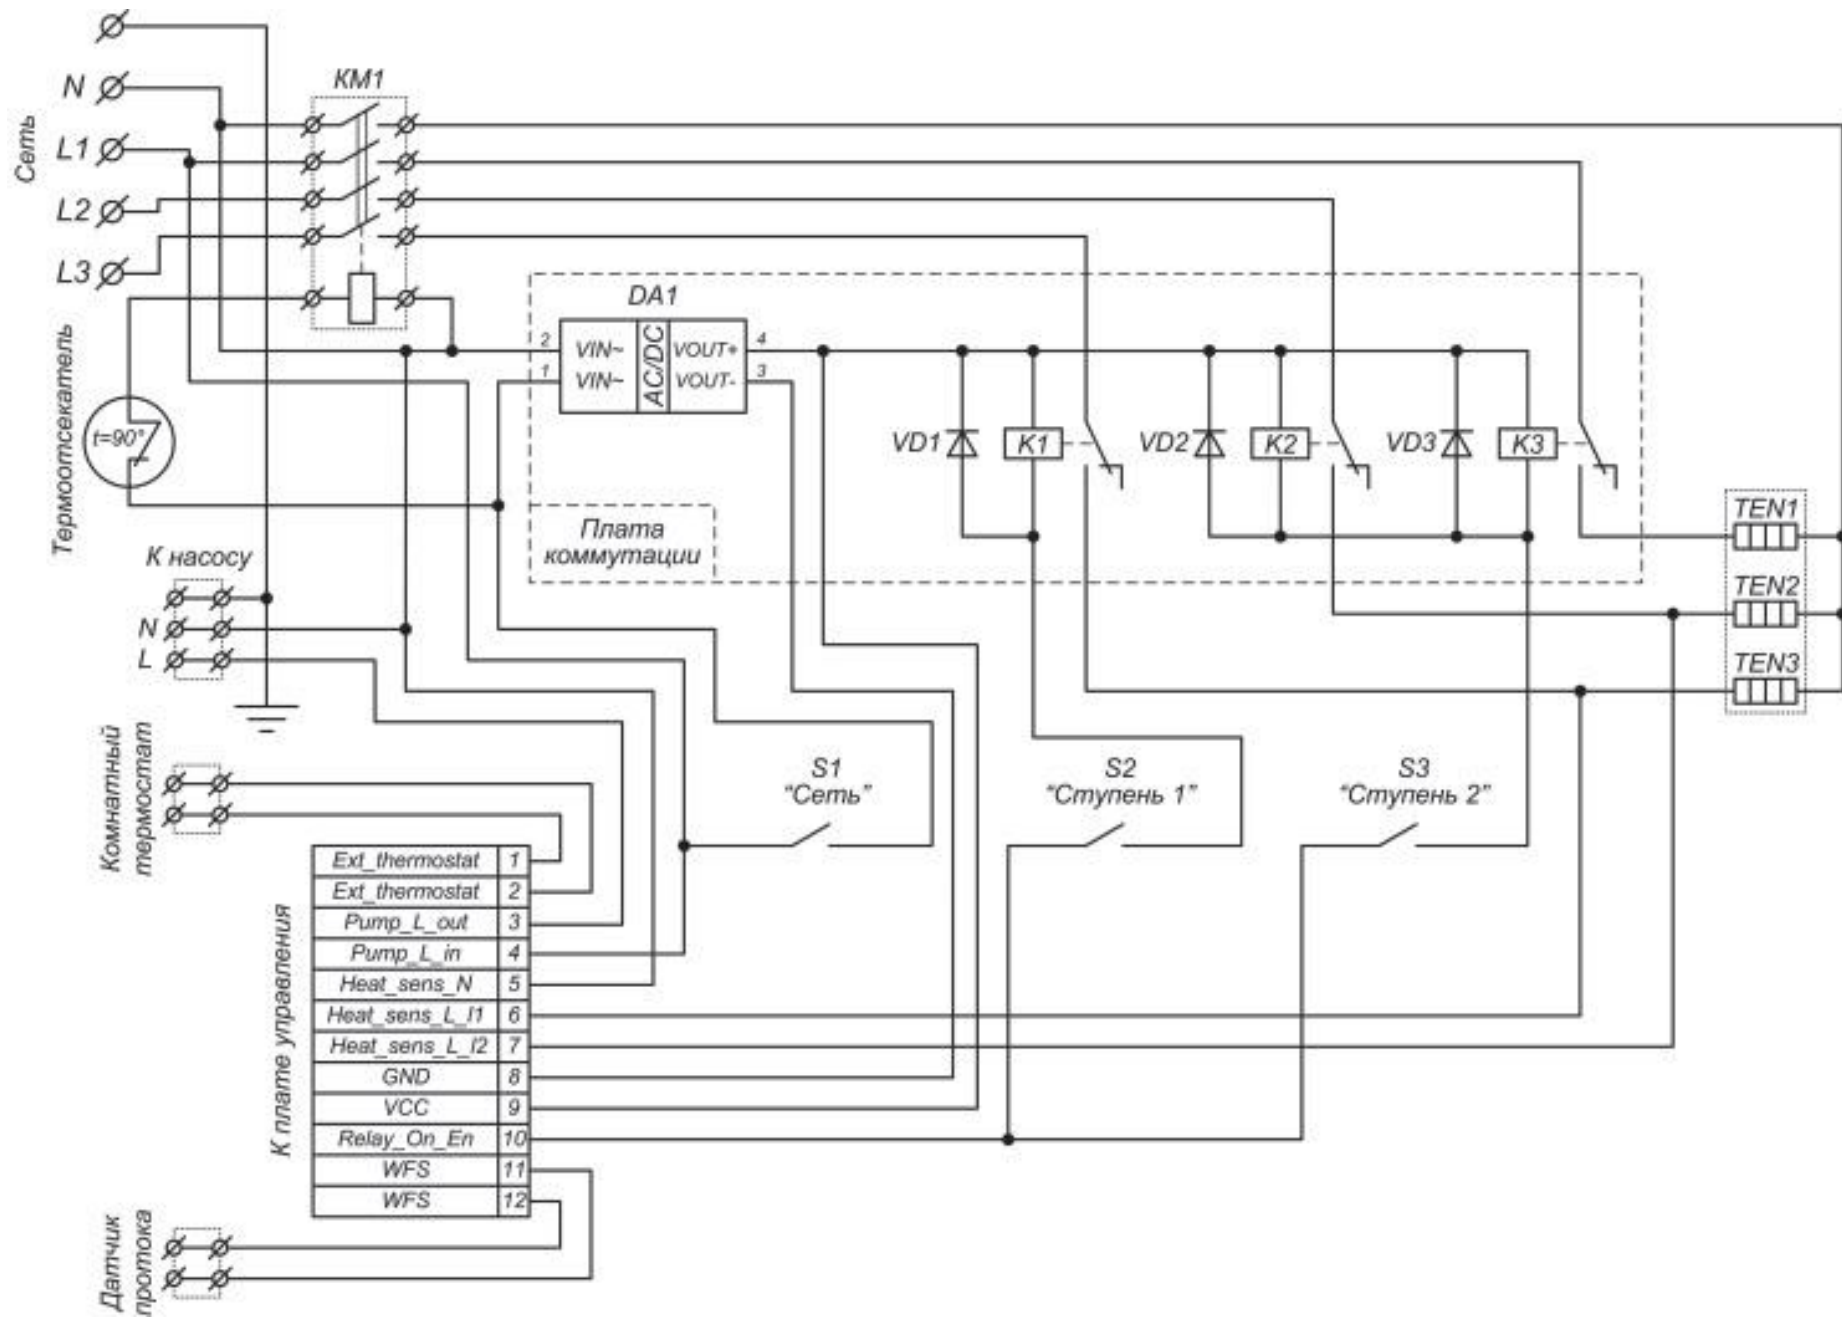 Сеть
N
L1
L2
L3
КМ1
Термоотсекатель
t=90°
DA1
2
VIN~
1
VIN~
AC/DC
VOUT+
4
VOUT-
3
VD1
K1
VD2
K2
VD3
K3
Плата
коммутации
TEN1
TEN2
TEN3
К насосу
N
L
Комнатный
термостат
S1
“Сеть”
S2
“Ступень 1”
S3
“Ступень 2”
К плате управления
Ext_thermostat 1
Ext_thermostat 2
Pump_L_out 3
Pump_L_in 4
Heat_sens_N 5
Heat_sens_L_l1 6
Heat_sens_L_l2 7
GND 8
VCC 9
Relay_On_En 10
WFS 11
WFS 12
Датчик
протока